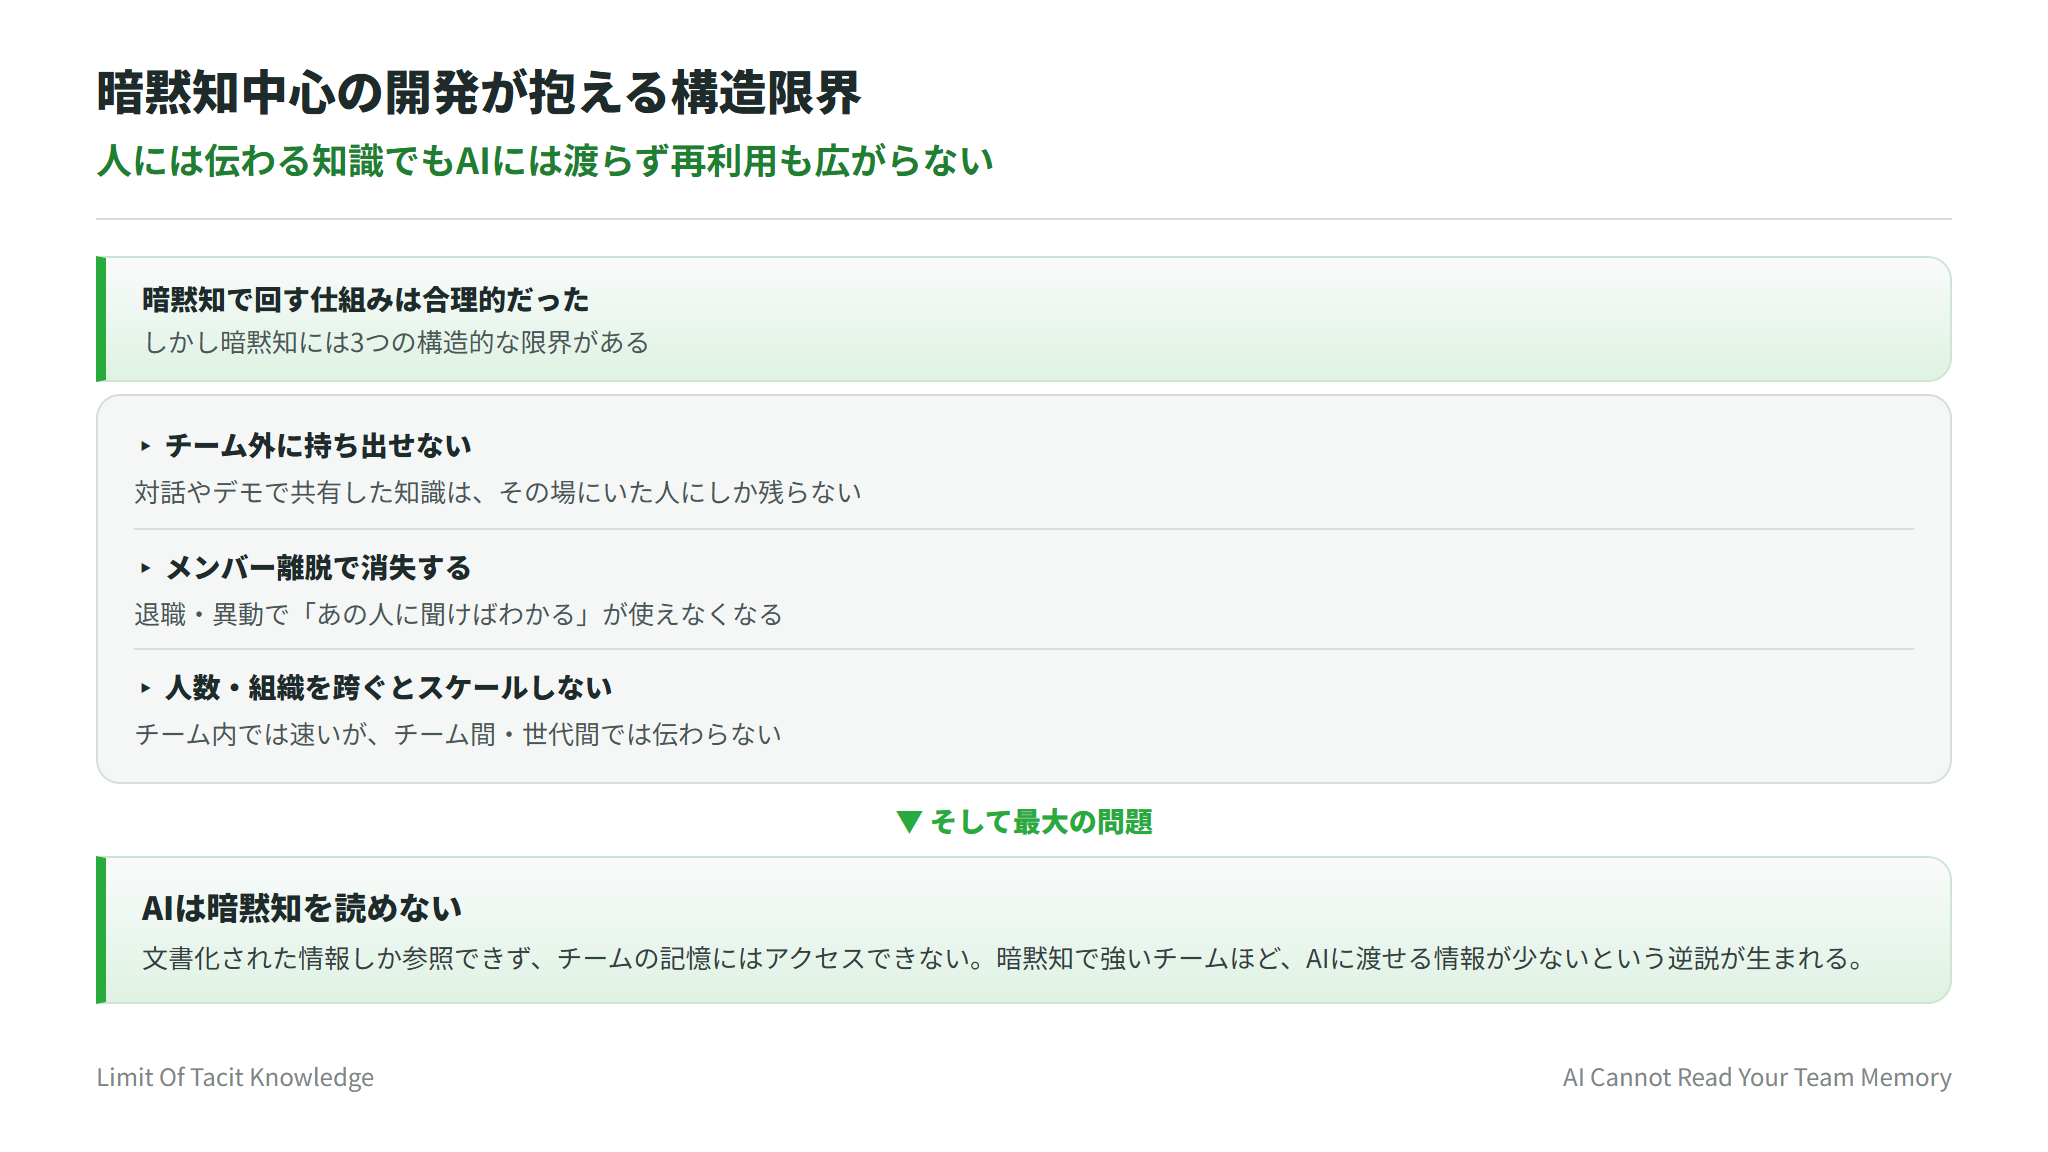 暗黙知中心の開発が抱える構造限界
人には伝わる知識でもAIには渡らず再利用も広がらない
暗黙知で回す仕組みは合理的だった
しかし暗黙知には3つの構造的な限界がある
▸ チーム外に持ち出せない
対話やデモで共有した知識は、その場にいた人にしか残らない
▸ メンバー離脱で消失する
退職・異動で「あの人に聞けばわかる」が使えなくなる
▸ 人数・組織を跨ぐとスケールしない
チーム内では速いが、チーム間・世代間では伝わらない
▼ そして最大の問題
AIは暗黙知を読めない
文書化された情報しか参照できず、チームの記憶にはアクセスできない。暗黙知で強いチームほど、AIに渡せる情報が少ないという逆説が生まれる。
Limit Of Tacit Knowledge
AI Cannot Read Your Team Memory